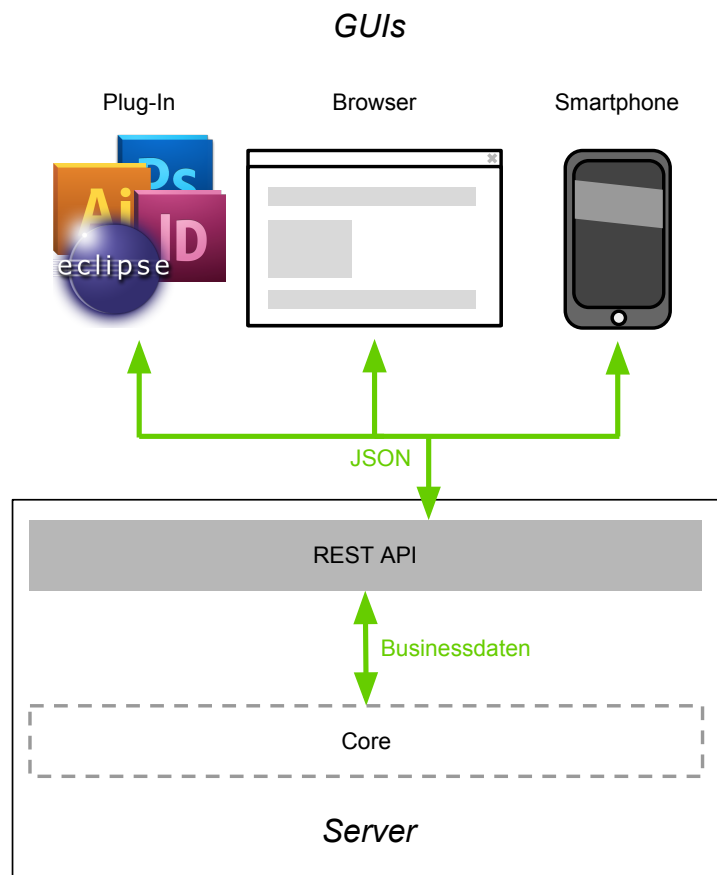 GUIs
Plug-In
Browser
Smartphone
Ps
Ai
ID
eclipse
JSON
REST API
Businessdaten
Core
Server